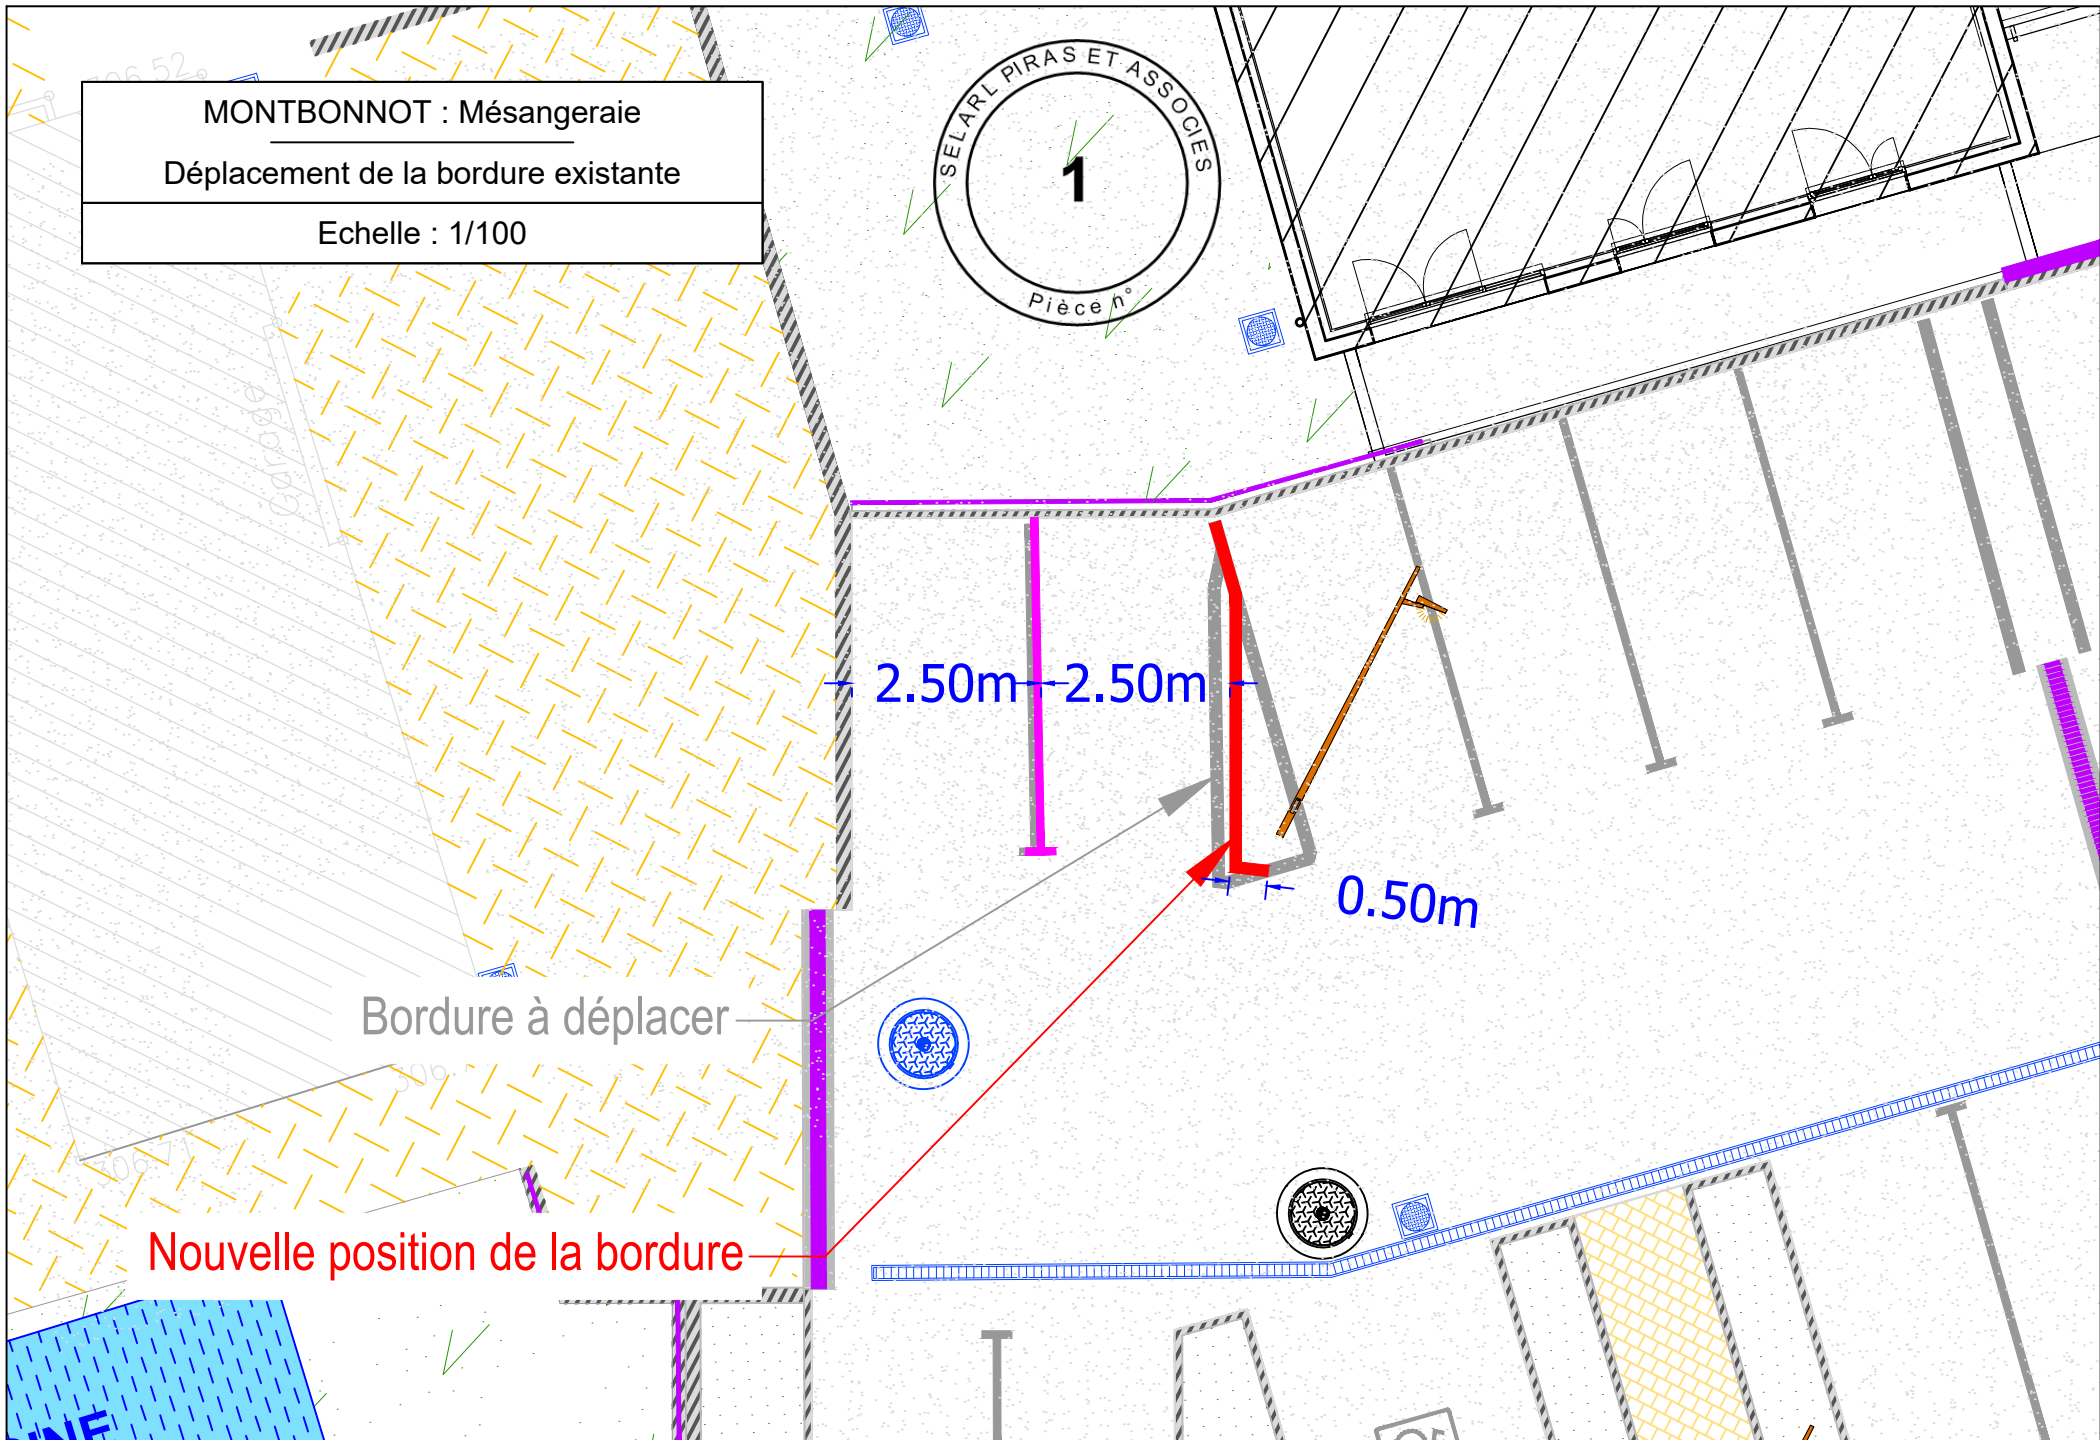 MONTBONNOT : Mésangeraie
Déplacement de la bordure existante
Echelle : 1/100
SELARL PIRAS ET ASSOCIES
1
Pièce n°
Garage
2.50m
2.50m
0.50m
Bordure à déplacer
Nouvelle position de la bordure